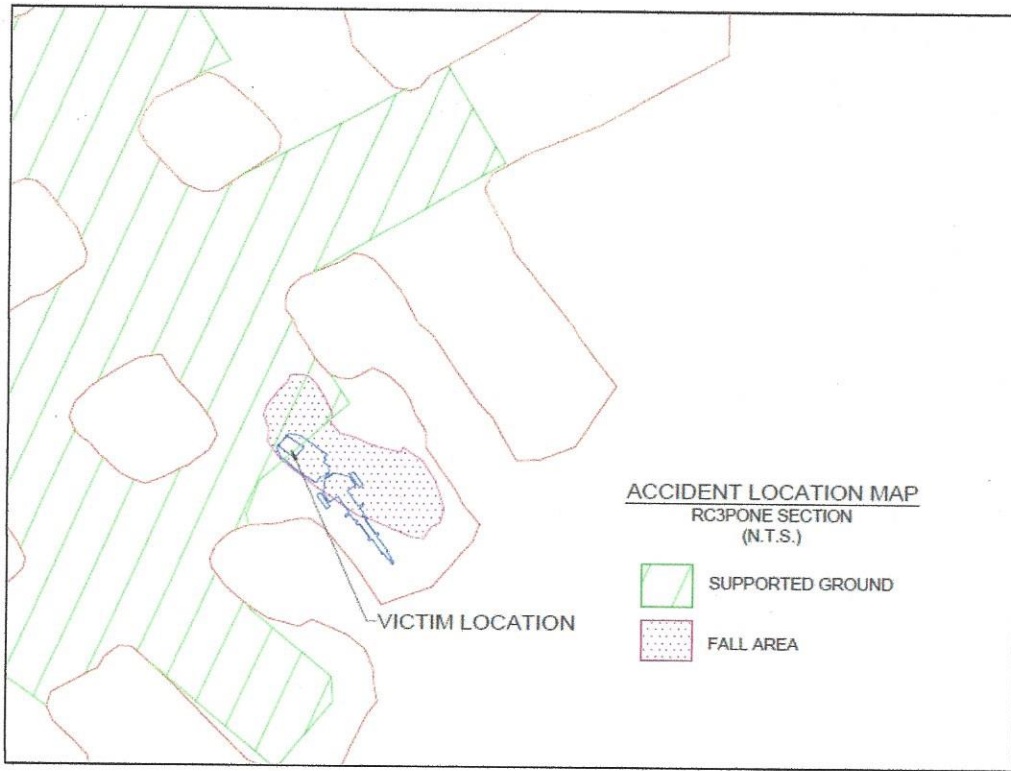 ACCIDENT LOCATION MAP
RC3PONE SECTION
(N.T.S.)
SUPPORTED GROUND
FALL AREA
VICTIM LOCATION